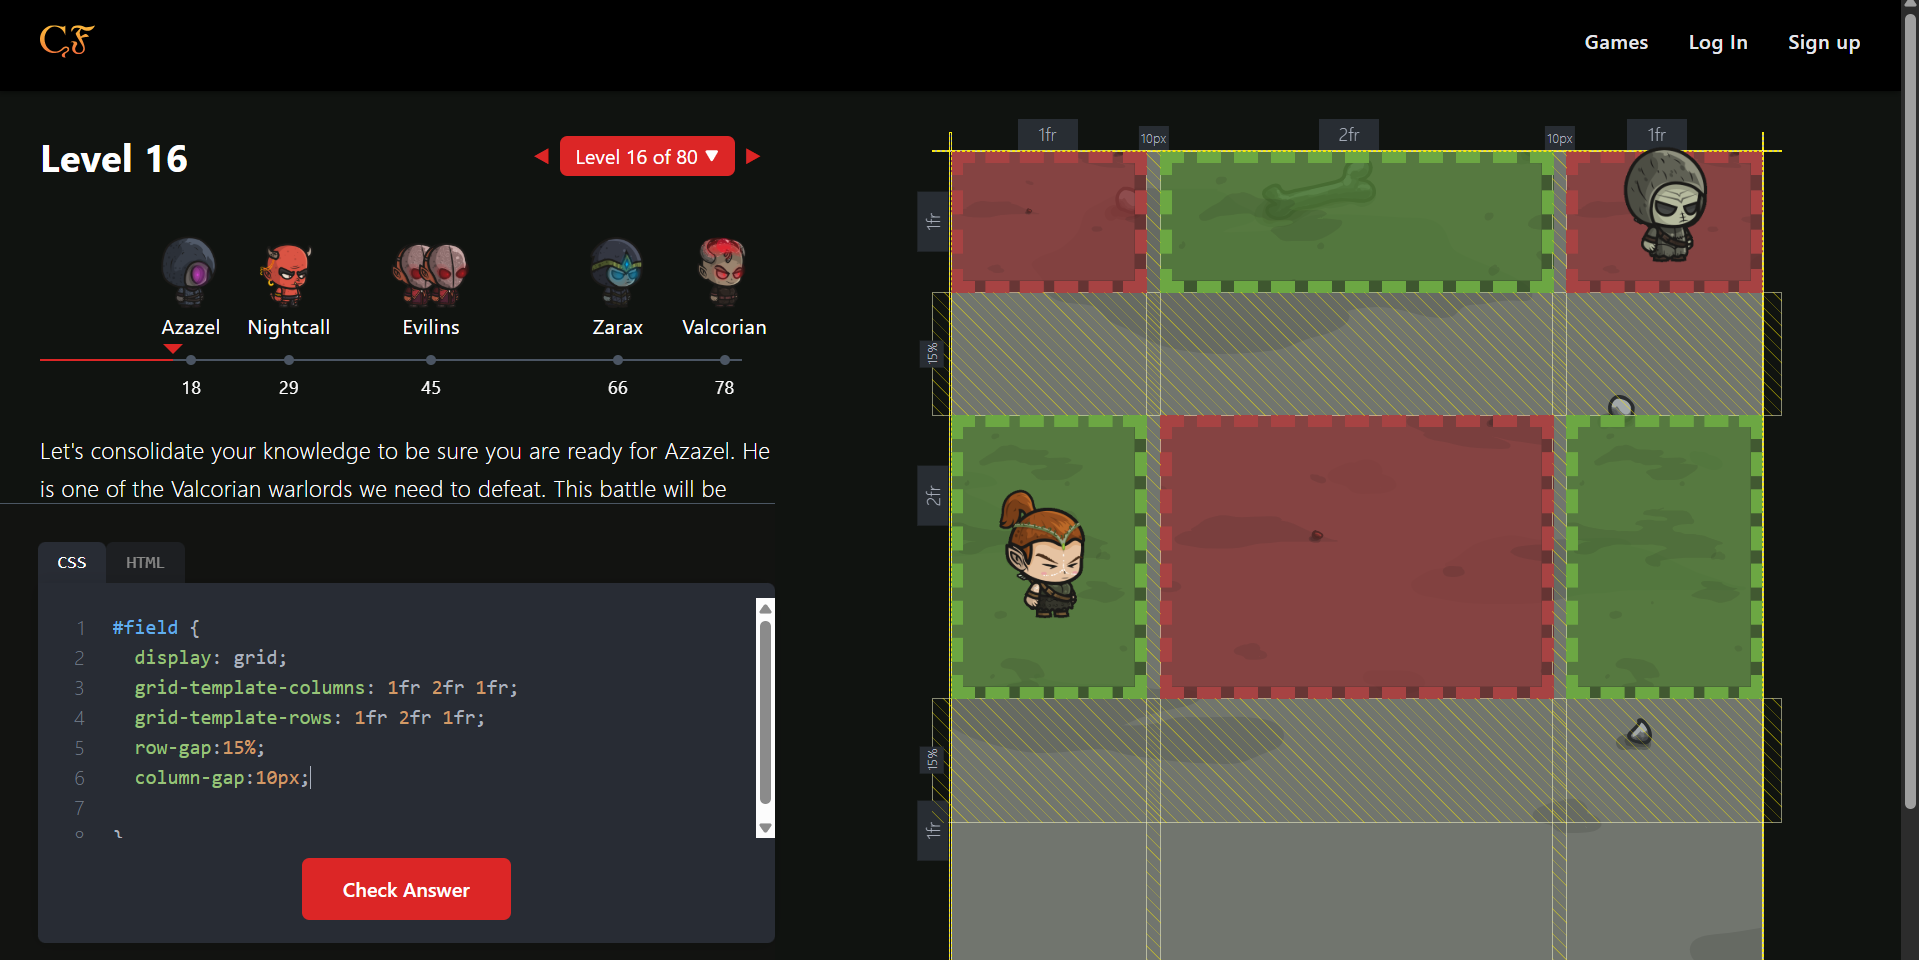 CF
Games Log In Sign up
Level 16
Level 16 of 80 ▼
Azazel Nightcall Evilins Zarax Valcorian
18 29 45 66 78
Let's consolidate your knowledge to be sure you are ready for Azazel. He
is one of the Valcorian warlords we need to defeat. This battle will be
CSS HTML
1 #field {
2 display: grid;
3 grid-template-columns: 1fr 2fr 1fr;
4 grid-template-rows: 1fr 2fr 1fr;
5 row-gap:15%;
6 column-gap:10px;
7
Check Answer
1fr 10px 2fr 10px 1fr
1fr
15%
2fr
15%
1fr